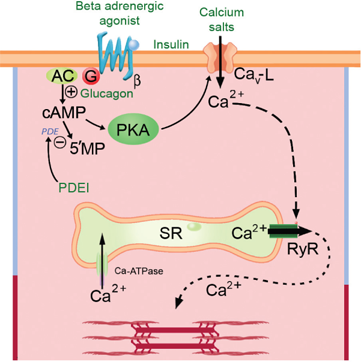 Beta adrenergic
agonist
Calcium
salts
Insulin
AC
G
β
Glucagon
Caᵥ-L
cAMP
Ca²⁺
PKA
PDE
5′MP
PDEI
SR
Ca²⁺
RyR
Ca-ATPase
Ca²⁺
Ca²⁺